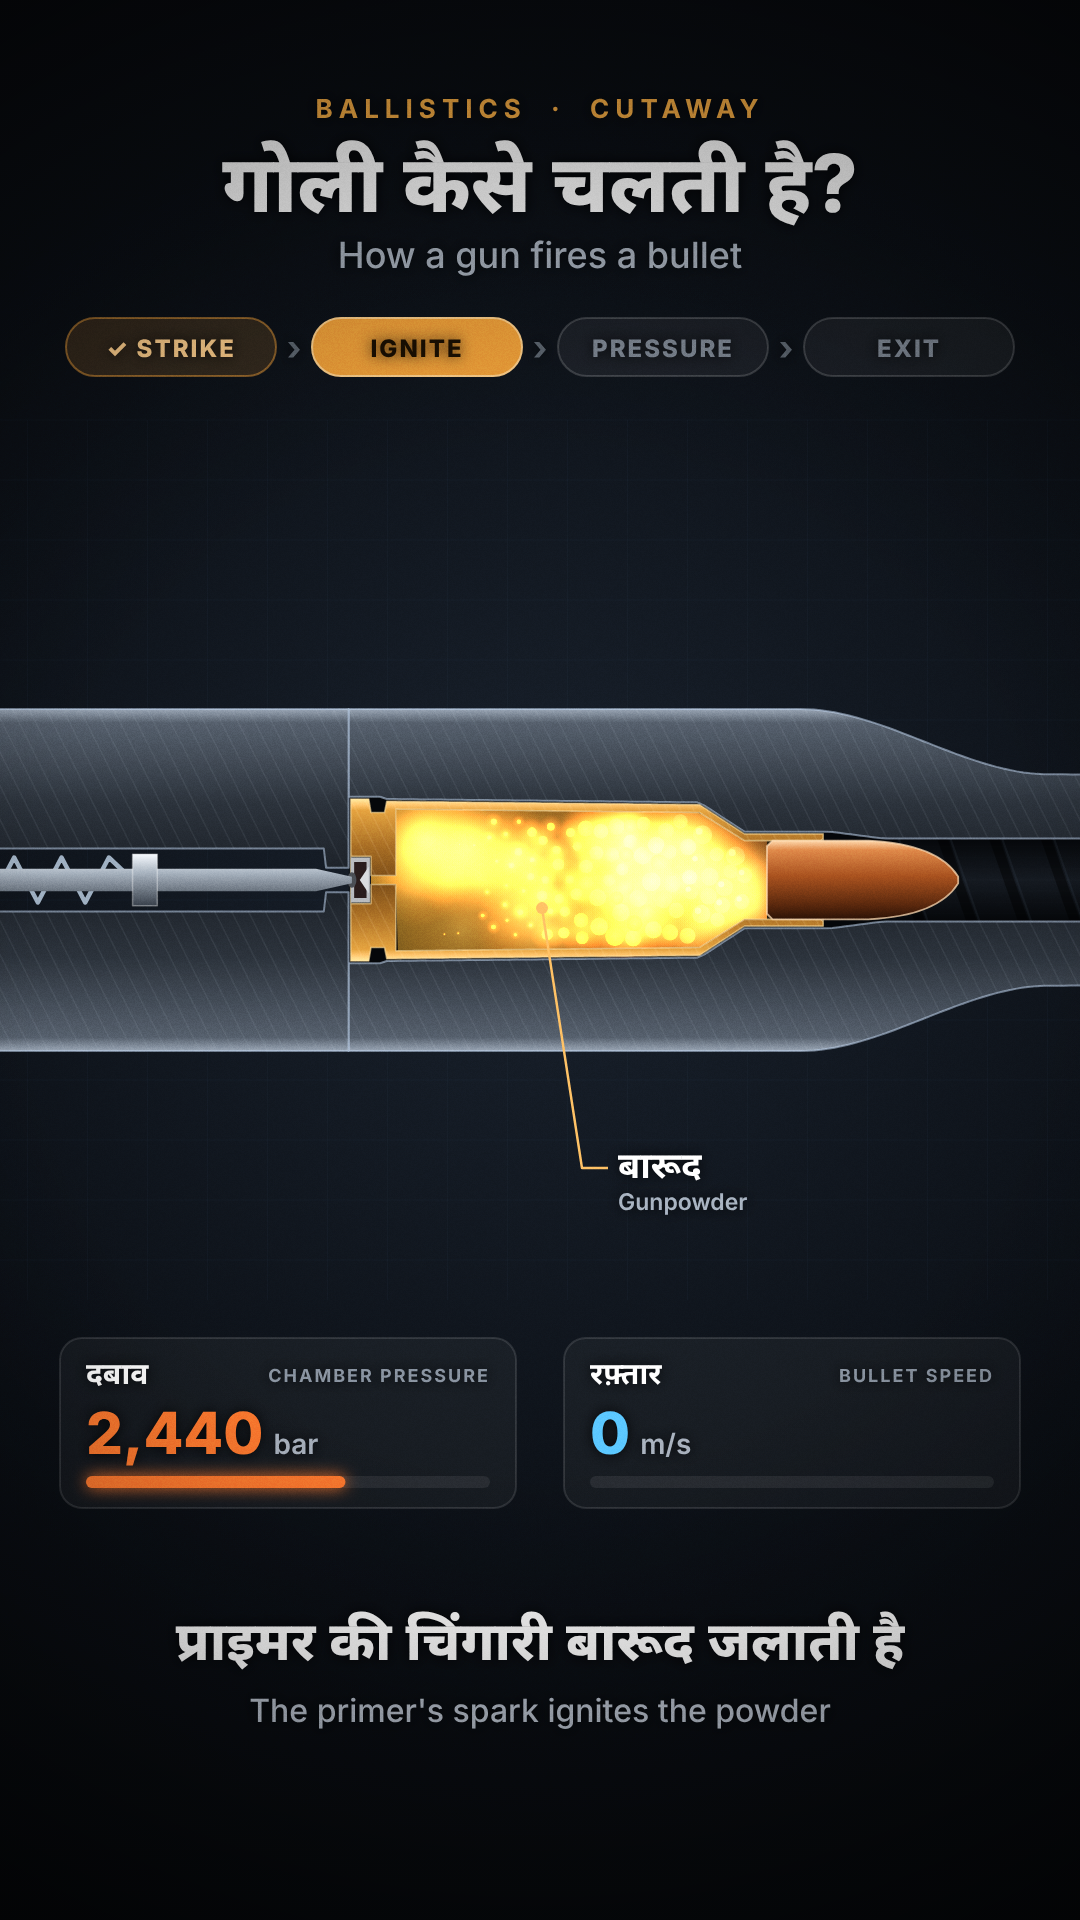 BALLISTICS · CUTAWAY
गोली कैसे चलती है?
How a gun fires a bullet
✓ STRIKE › IGNITE › PRESSURE › EXIT
बारूद
Gunpowder
दबाव CHAMBER PRESSURE
2,440 bar
रफ़्तार BULLET SPEED
0 m/s
प्राइमर की चिंगारी बारूद जलाती है
The primer's spark ignites the powder